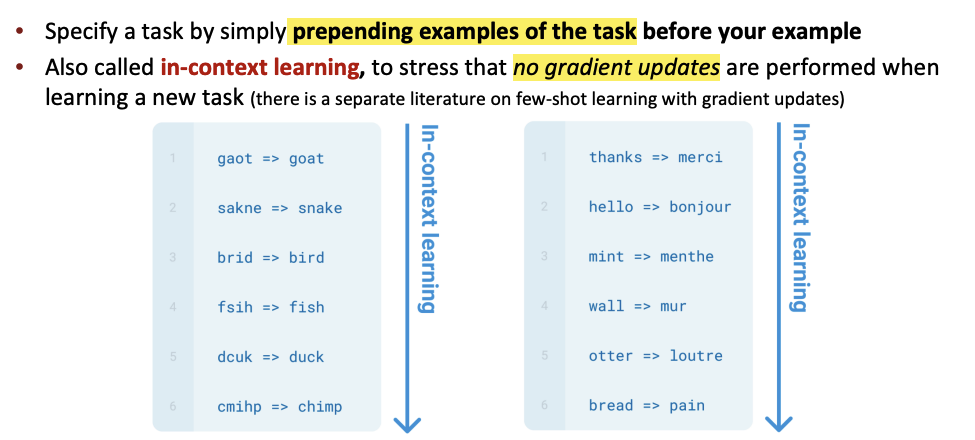 • Specify a task by simply prepending examples of the task before your example
• Also called in-context learning, to stress that no gradient updates are performed when
learning a new task (there is a separate literature on few-shot learning with gradient updates)
1 gaot => goat
2 sakne => snake
3 brid => bird
4 fsih => fish
5 dcuk => duck
6 cmihp => chimp
In-context learning
1 thanks => merci
2 hello => bonjour
3 mint => menthe
4 wall => mur
5 otter => loutre
6 bread => pain
In-context learning